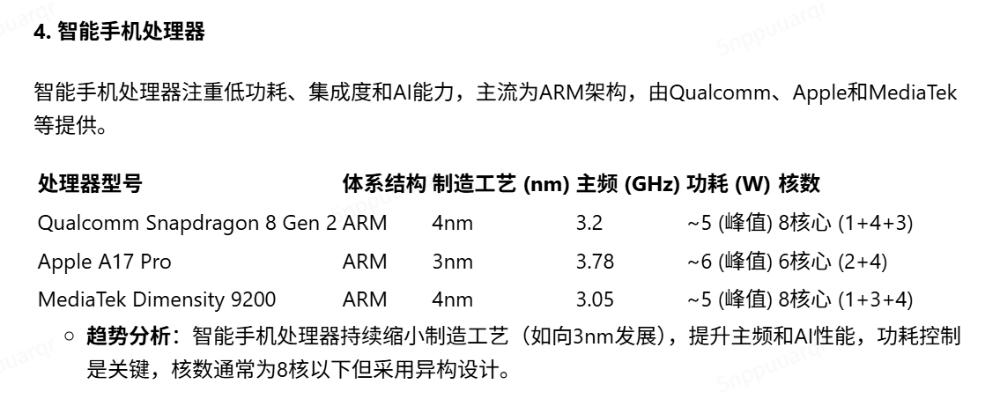 4. 智能手机处理器
智能手机处理器注重低功耗、集成度和AI能力，主流为ARM架构，由Qualcomm、Apple和MediaTek
等提供。
处理器型号 体系结构 制造工艺 (nm) 主频 (GHz) 功耗 (W) 核数
Qualcomm Snapdragon 8 Gen 2 ARM 4nm 3.2 ~5 (峰值) 8核心 (1+4+3)
Apple A17 Pro ARM 3nm 3.78 ~6 (峰值) 6核心 (2+4)
MediaTek Dimensity 9200 ARM 4nm 3.05 ~5 (峰值) 8核心 (1+3+4)
○ 趋势分析：智能手机处理器持续缩小制造工艺（如向3nm发展），提升主频和AI性能，功耗控制
是关键，核数通常为8核以下但采用异构设计。